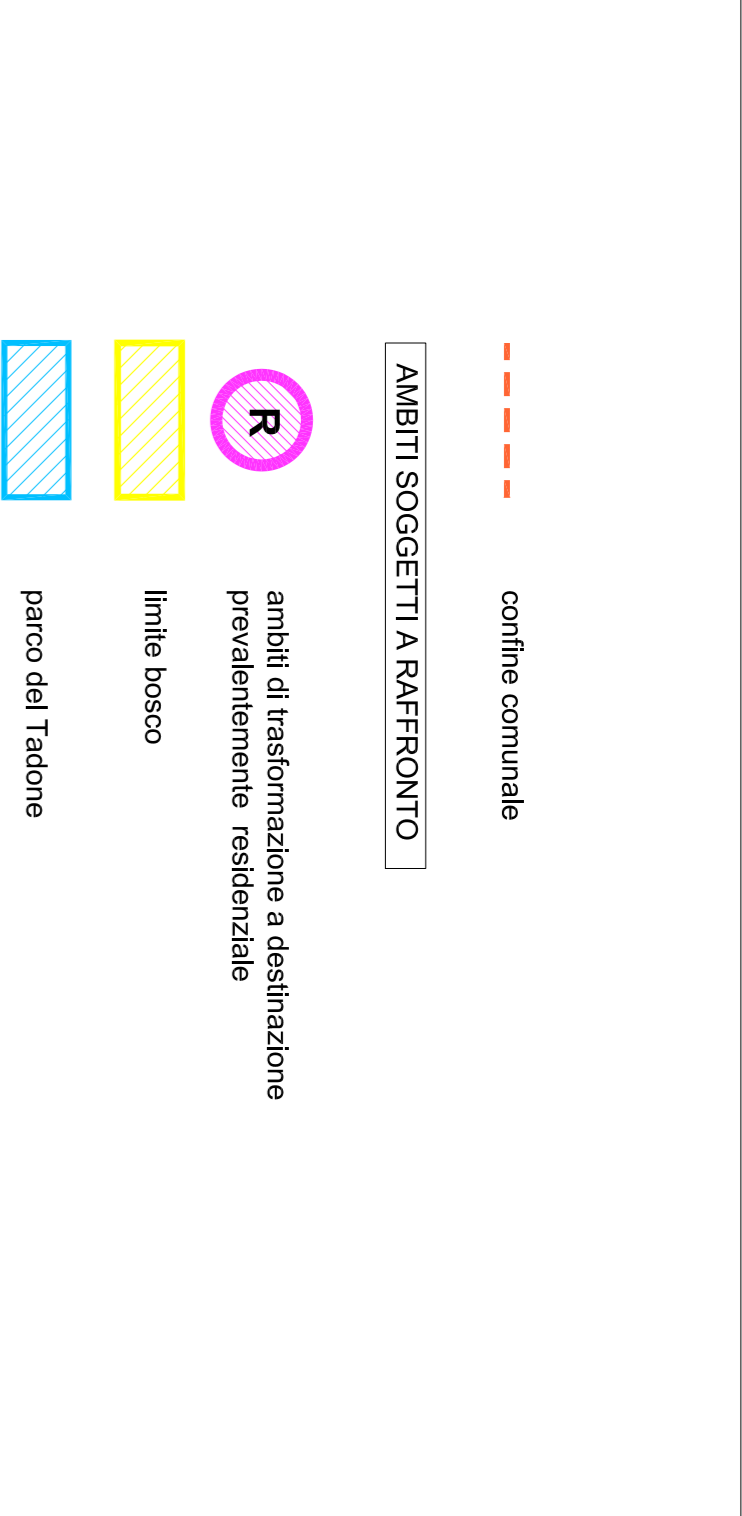 confine comunale
AMBITI SOGGETTI A RAFFRONTO
R
ambiti di trasformazione a destinazione
prevalentemente residenziale
limite bosco
parco del Tadone